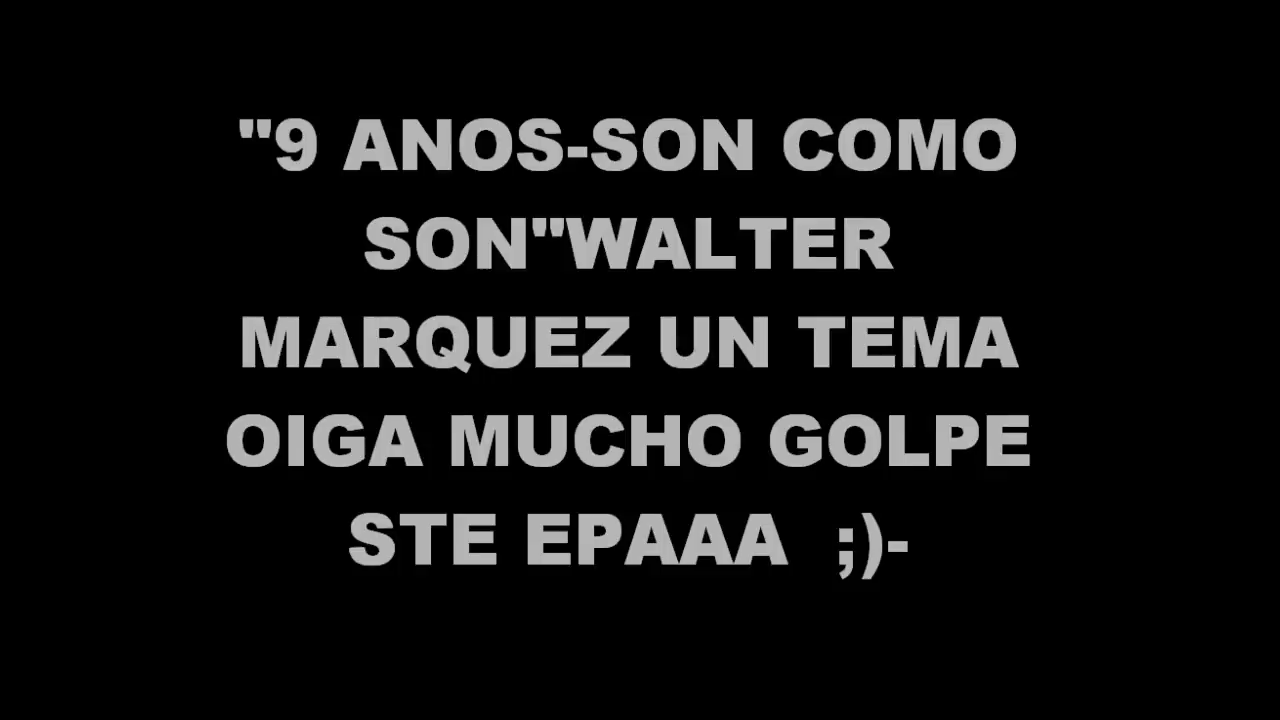 "9 ANOS-SON COMO
SON"WALTER
MARQUEZ UN TEMA
OIGA MUCHO GOLPE
STE EPAAA  ;)-